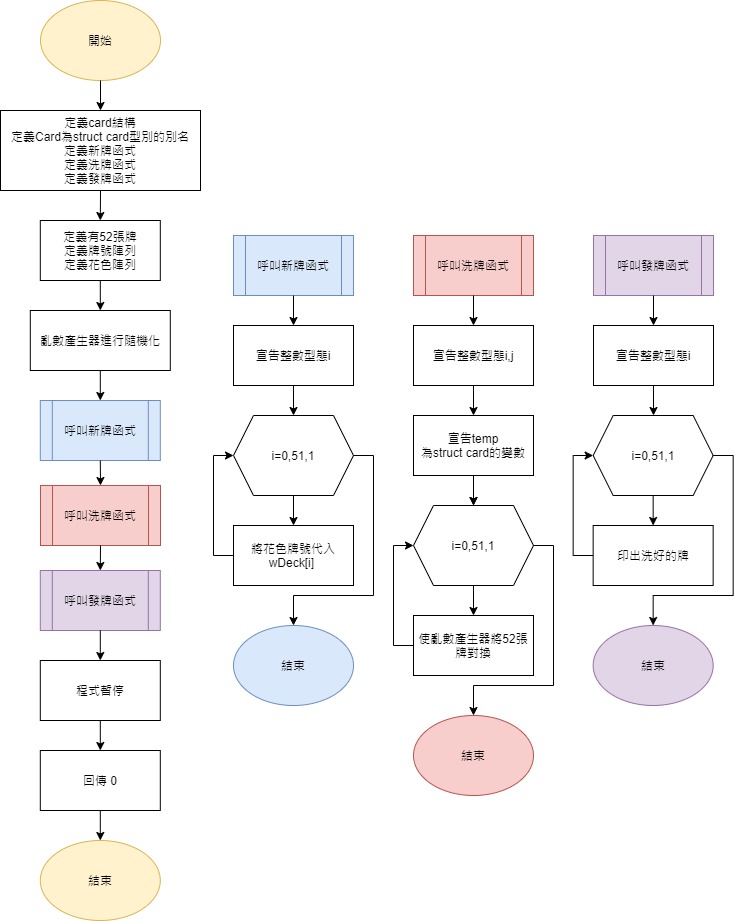 開始
定義card結構
定義Card為struct card型別的別名
定義新牌函式
定義洗牌函式
定義發牌函式
定義有52張牌
定義牌號陣列
定義花色陣列
亂數產生器進行隨機化
呼叫新牌函式
呼叫洗牌函式
呼叫發牌函式
程式暫停
回傳 0
結束
呼叫新牌函式
宣告整數型態i
i=0,51,1
將花色牌號代入
wDeck[i]
結束
呼叫洗牌函式
宣告整數型態i,j
宣告temp
為struct card的變數
i=0,51,1
使亂數產生器將52張
牌對換
結束
呼叫發牌函式
宣告整數型態i
i=0,51,1
印出洗好的牌
結束